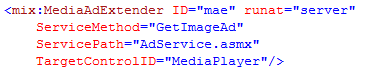 <mix:MediaAdExtender ID="mae" runat="server"
ServiceMethod="GetImageAd"
ServicePath="AdService.asmx"
TargetControlID="MediaPlayer"/>